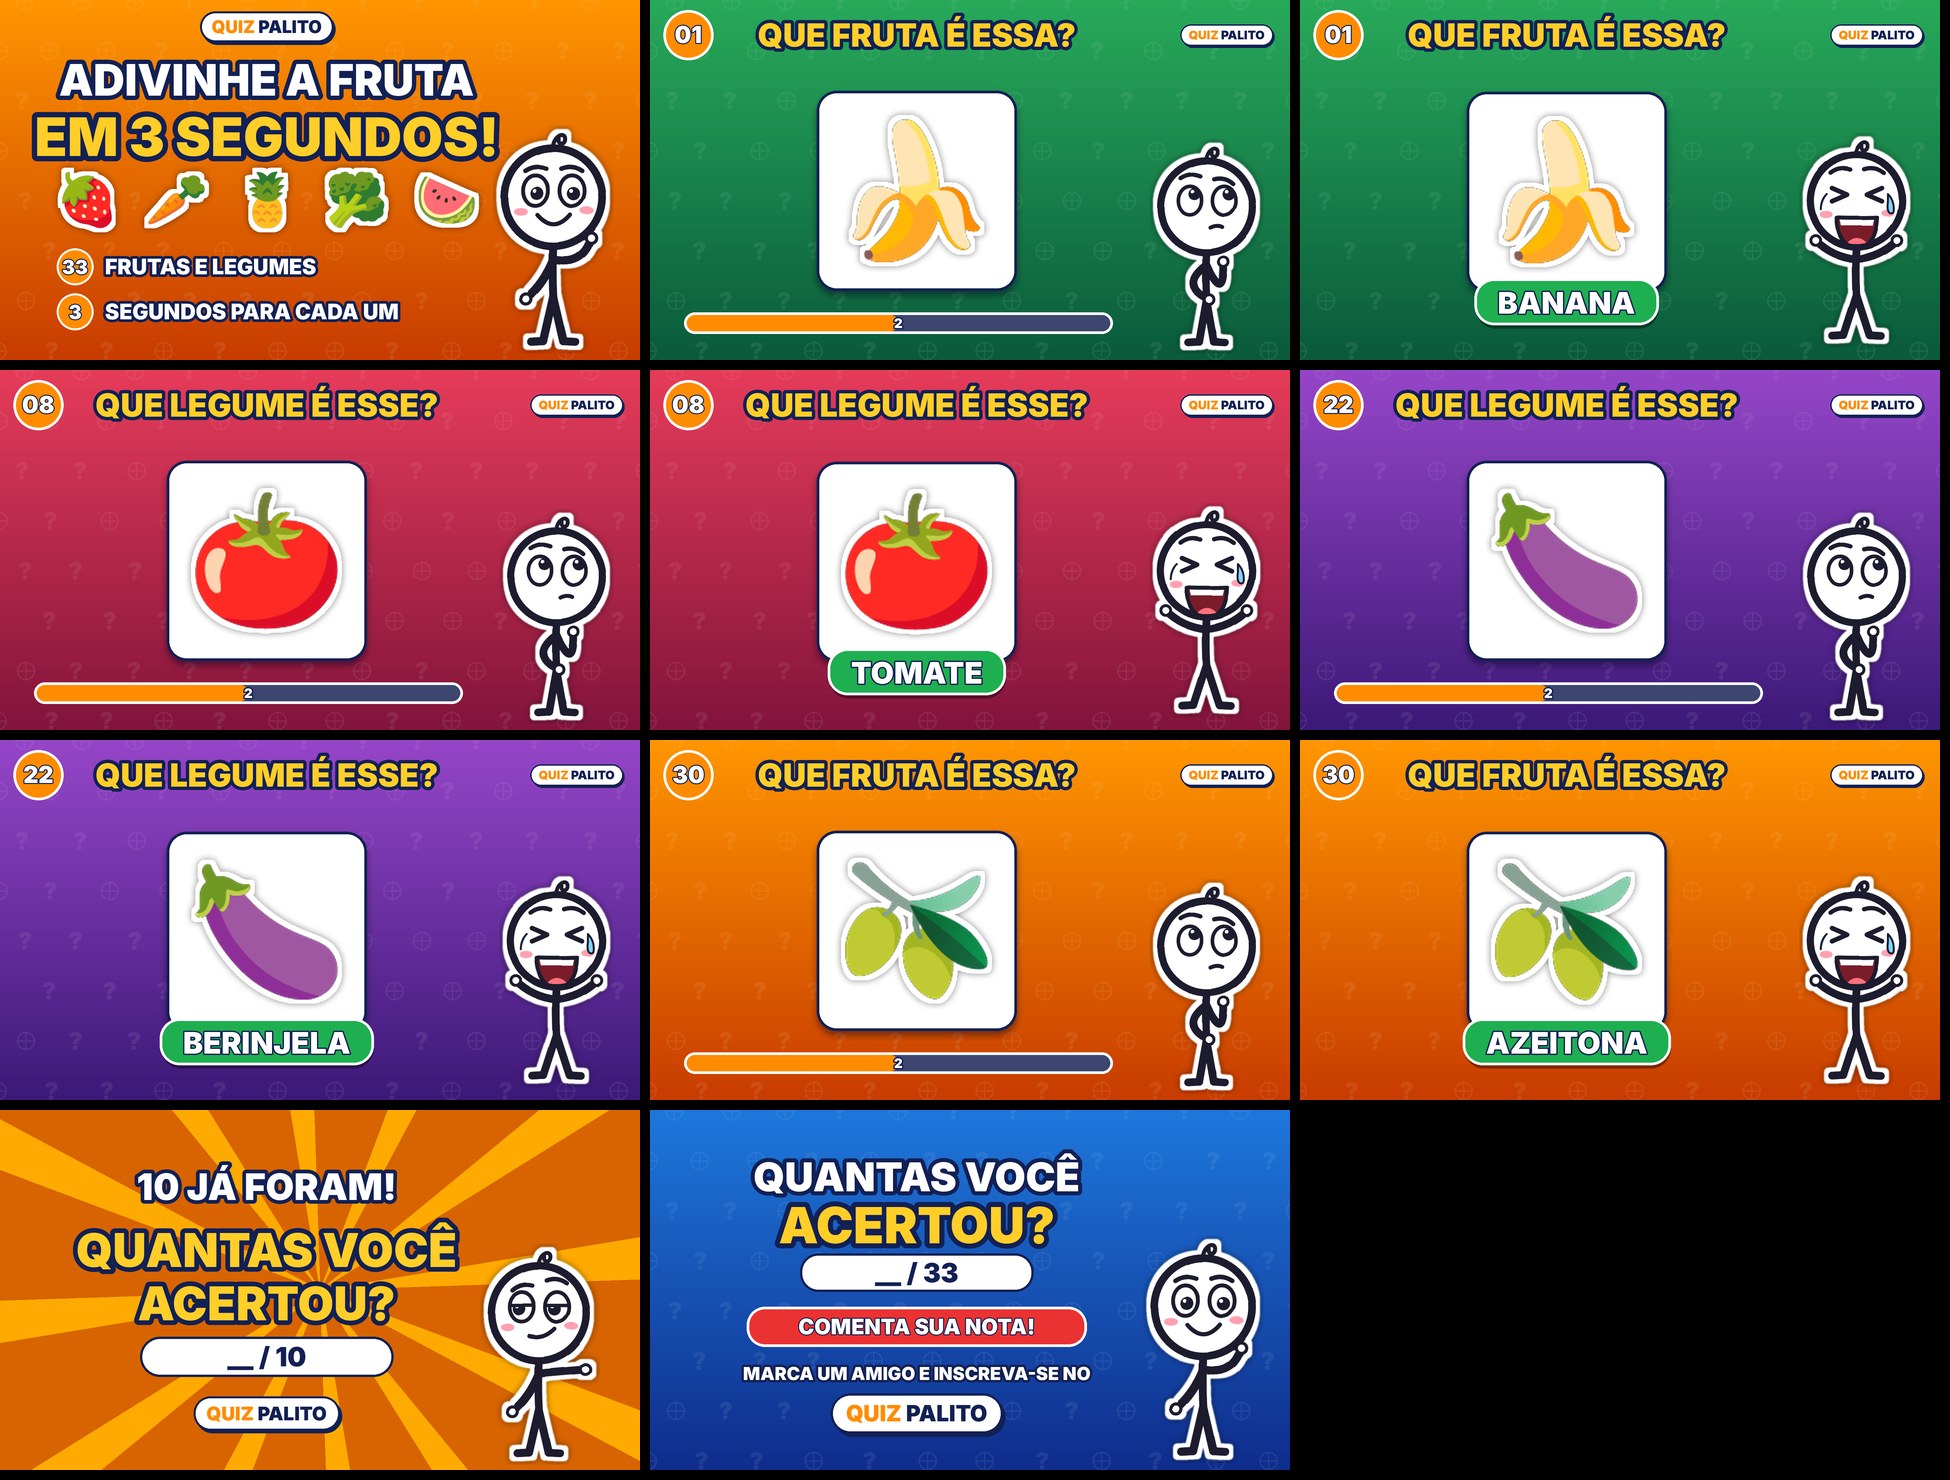 QUIZ PALITO
ADIVINHE A FRUTA
EM 3 SEGUNDOS!
33 FRUTAS E LEGUMES
3 SEGUNDOS PARA CADA UM
01 QUE FRUTA É ESSA? QUIZ PALITO
2
01 QUE FRUTA É ESSA? QUIZ PALITO
BANANA
08 QUE LEGUME É ESSE? QUIZ PALITO
2
08 QUE LEGUME É ESSE? QUIZ PALITO
TOMATE
22 QUE LEGUME É ESSE? QUIZ PALITO
2
22 QUE LEGUME É ESSE? QUIZ PALITO
BERINJELA
30 QUE FRUTA É ESSA? QUIZ PALITO
2
30 QUE FRUTA É ESSA? QUIZ PALITO
AZEITONA
10 JÁ FORAM!
QUANTAS VOCÊ
ACERTOU?
__ / 10
QUIZ PALITO
QUANTAS VOCÊ
ACERTOU?
__ / 33
COMENTA SUA NOTA!
MARCA UM AMIGO E INSCREVA-SE NO
QUIZ PALITO